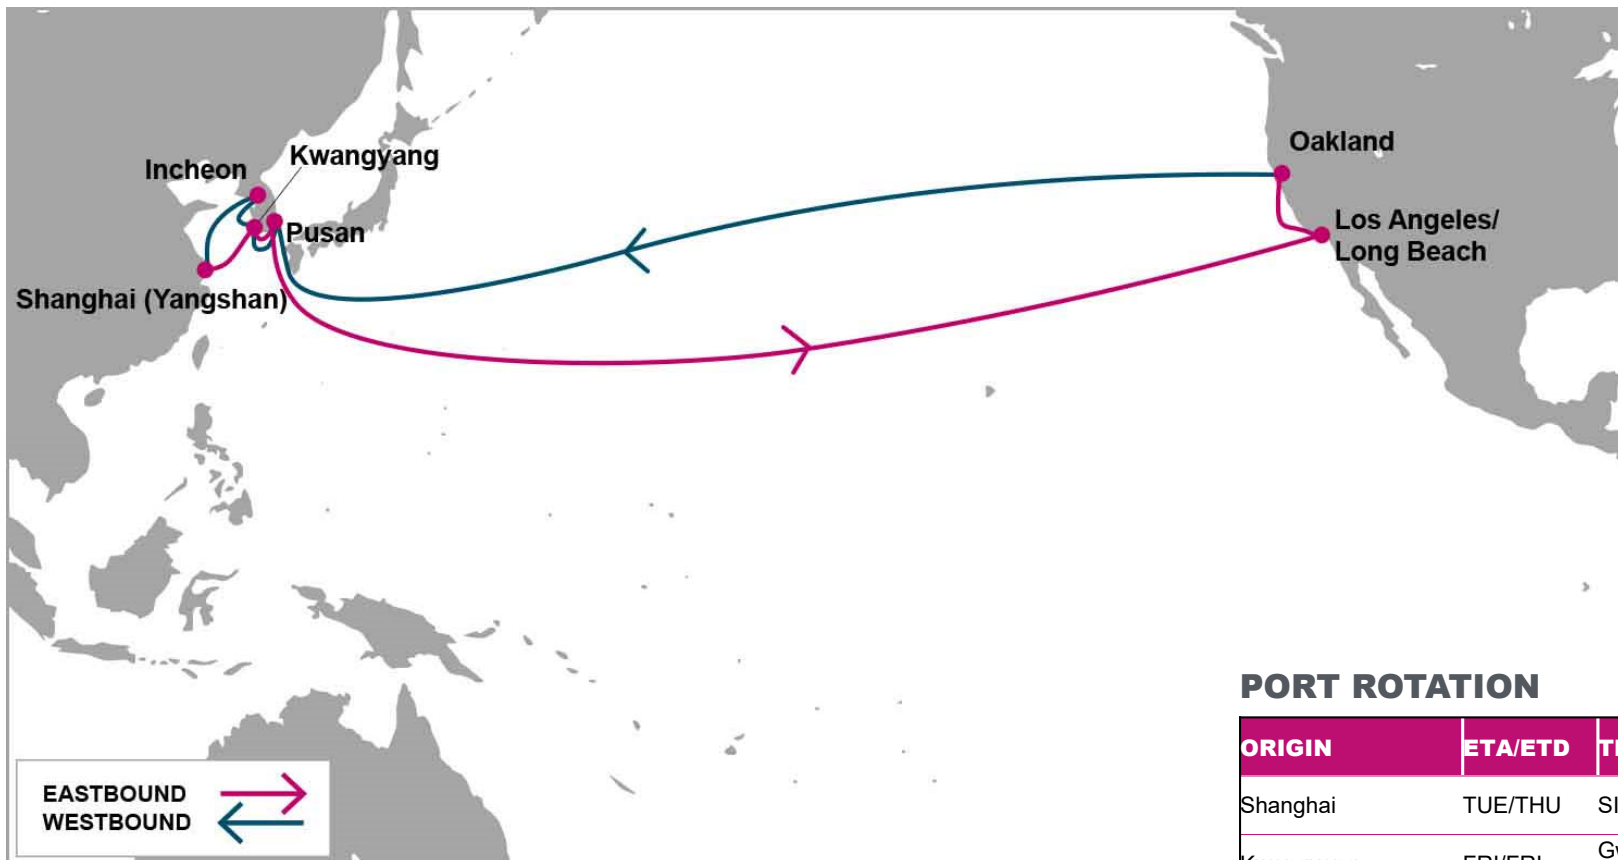 Incheon
Kwangyang
Pusan
Shanghai (Yangshan)
Oakland
Los Angeles/
Long Beach
EASTBOUND
WESTBOUND
PORT ROTATION
ORIGIN ETA/ETD
Shanghai TUE/THU